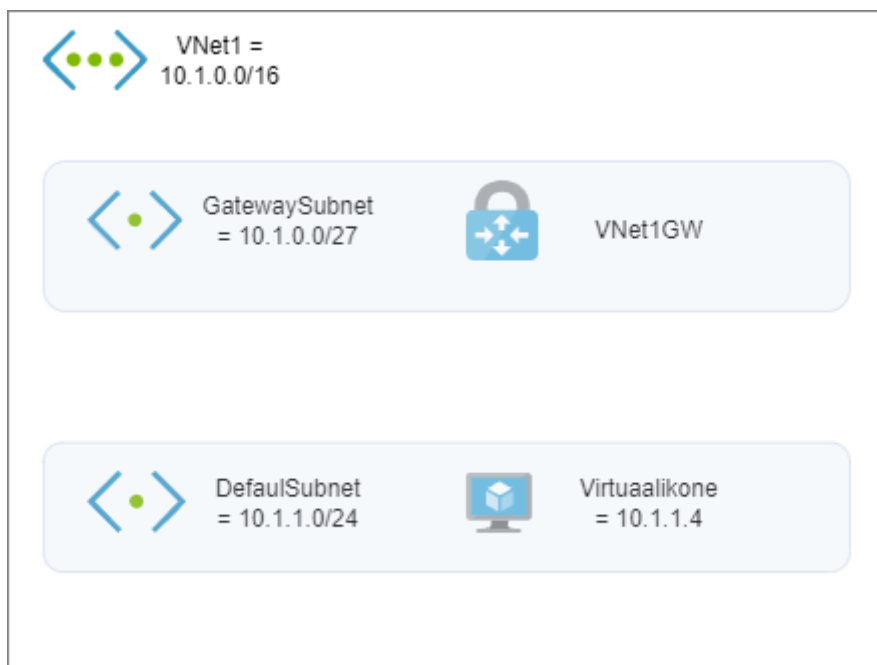 VNet1 =
10.1.0.0/16
GatewaySubnet
= 10.1.0.0/27
VNet1GW
DefaulSubnet
= 10.1.1.0/24
Virtuaalikone
= 10.1.1.4